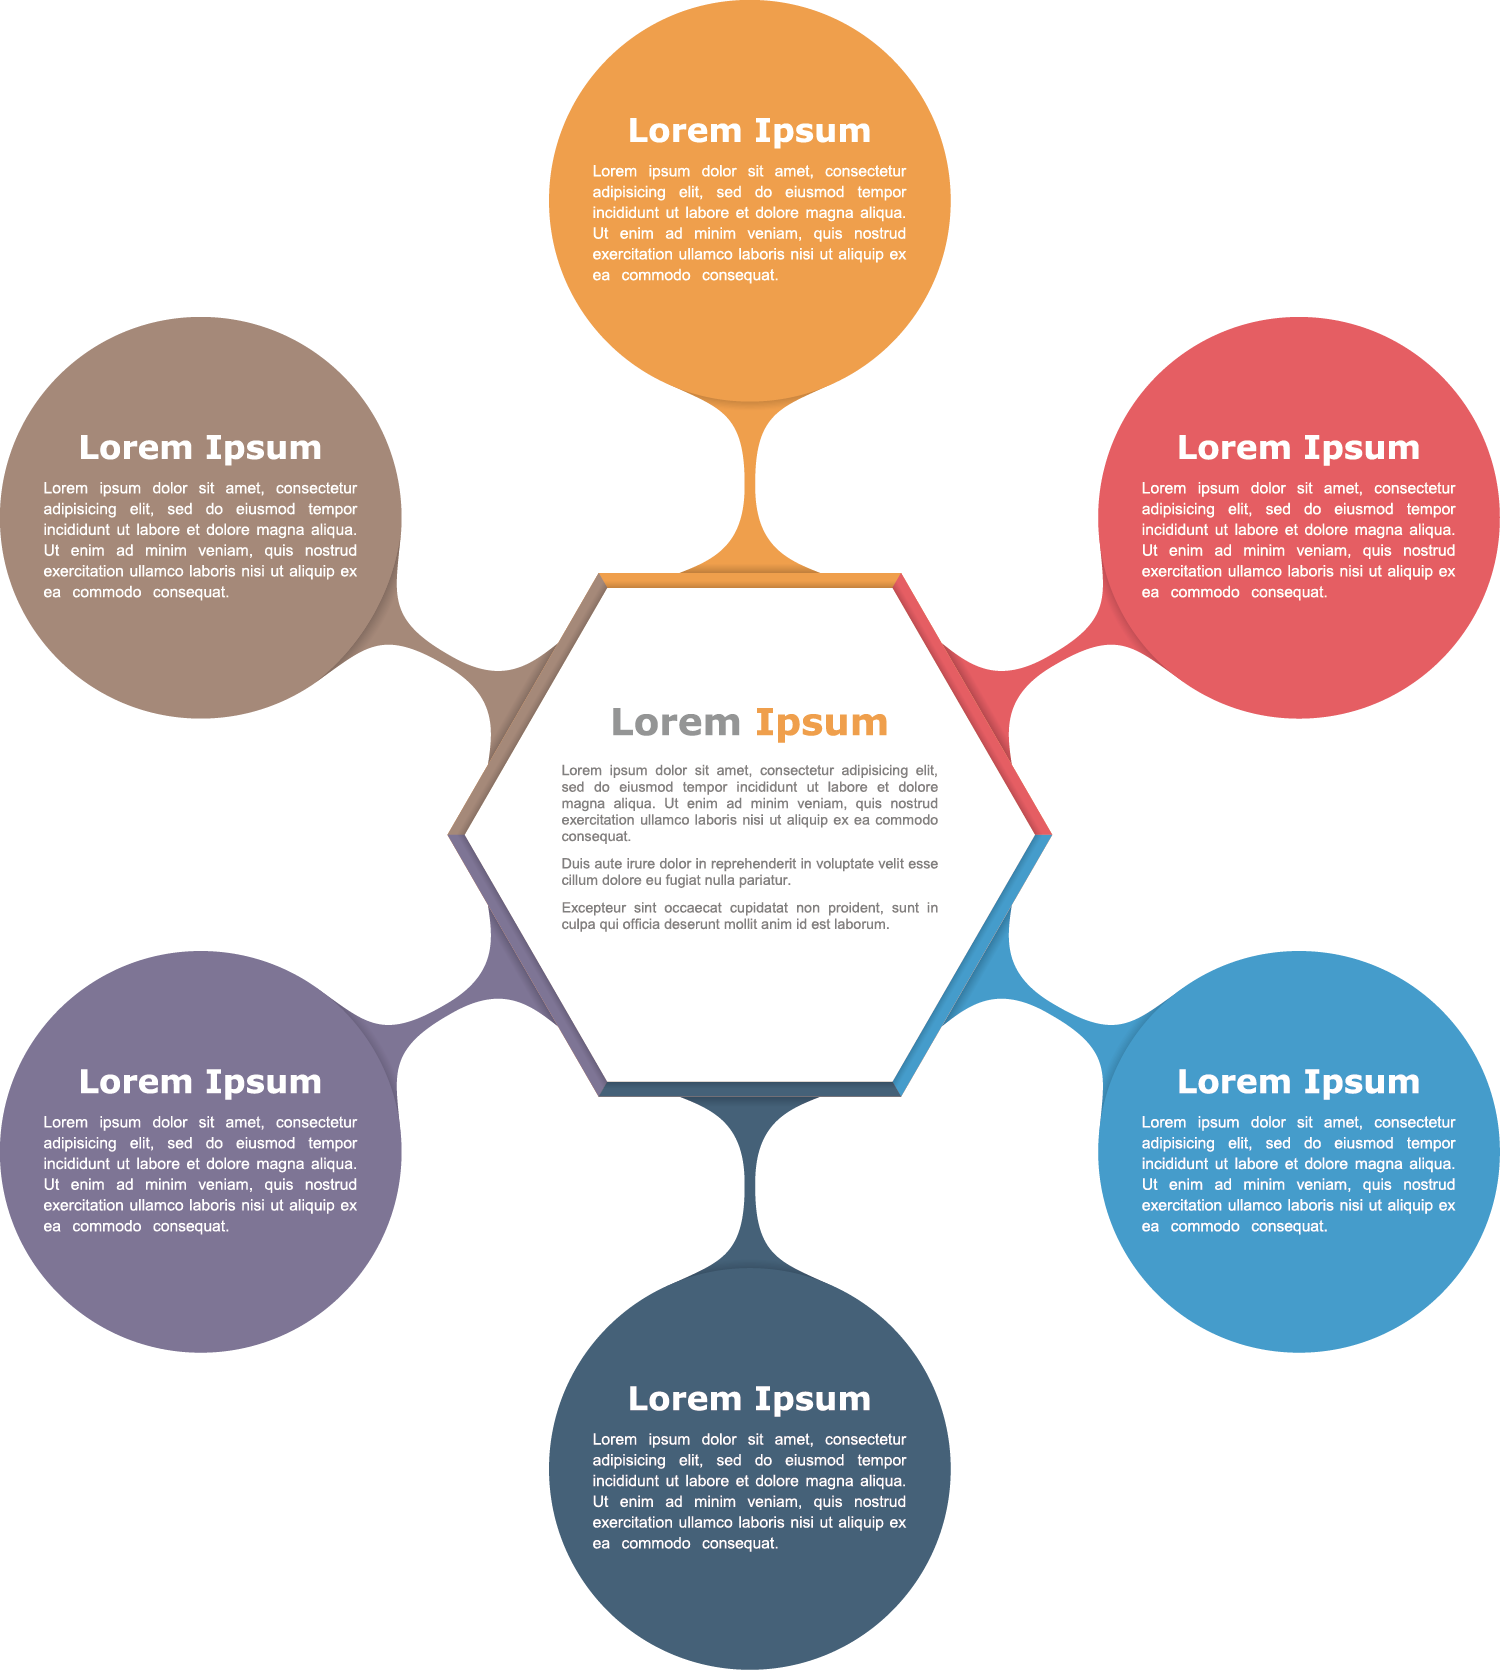 Lorem Ipsum
Lorem ipsum dolor sit amet, consectetur
adipisicing elit, sed do eiusmod tempor
incididunt ut labore et dolore magna aliqua.
Ut enim ad minim veniam, quis nostrud
exercitation ullamco laboris nisi ut aliquip ex
ea commodo consequat.
Lorem Ipsum
Lorem ipsum dolor sit amet, consectetur
adipisicing elit, sed do eiusmod tempor
incididunt ut labore et dolore magna aliqua.
Ut enim ad minim veniam, quis nostrud
exercitation ullamco laboris nisi ut aliquip ex
ea commodo consequat.
Lorem Ipsum
Lorem ipsum dolor sit amet, consectetur
adipisicing elit, sed do eiusmod tempor
incididunt ut labore et dolore magna aliqua.
Ut enim ad minim veniam, quis nostrud
exercitation ullamco laboris nisi ut aliquip ex
ea commodo consequat.
Lorem Ipsum
Lorem ipsum dolor sit amet, consectetur adipisicing elit,
sed do eiusmod tempor incididunt ut labore et dolore
magna aliqua. Ut enim ad minim veniam, quis nostrud
exercitation ullamco laboris nisi ut aliquip ex ea commodo
consequat.
Duis aute irure dolor in reprehenderit in voluptate velit esse
cillum dolore eu fugiat nulla pariatur.
Excepteur sint occaecat cupidatat non proident, sunt in
culpa qui officia deserunt mollit anim id est laborum.
Lorem Ipsum
Lorem ipsum dolor sit amet, consectetur
adipisicing elit, sed do eiusmod tempor
incididunt ut labore et dolore magna aliqua.
Ut enim ad minim veniam, quis nostrud
exercitation ullamco laboris nisi ut aliquip ex
ea commodo consequat.
Lorem Ipsum
Lorem ipsum dolor sit amet, consectetur
adipisicing elit, sed do eiusmod tempor
incididunt ut labore et dolore magna aliqua.
Ut enim ad minim veniam, quis nostrud
exercitation ullamco laboris nisi ut aliquip ex
ea commodo consequat.
Lorem Ipsum
Lorem ipsum dolor sit amet, consectetur
adipisicing elit, sed do eiusmod tempor
incididunt ut labore et dolore magna aliqua.
Ut enim ad minim veniam, quis nostrud
exercitation ullamco laboris nisi ut aliquip ex
ea commodo consequat.